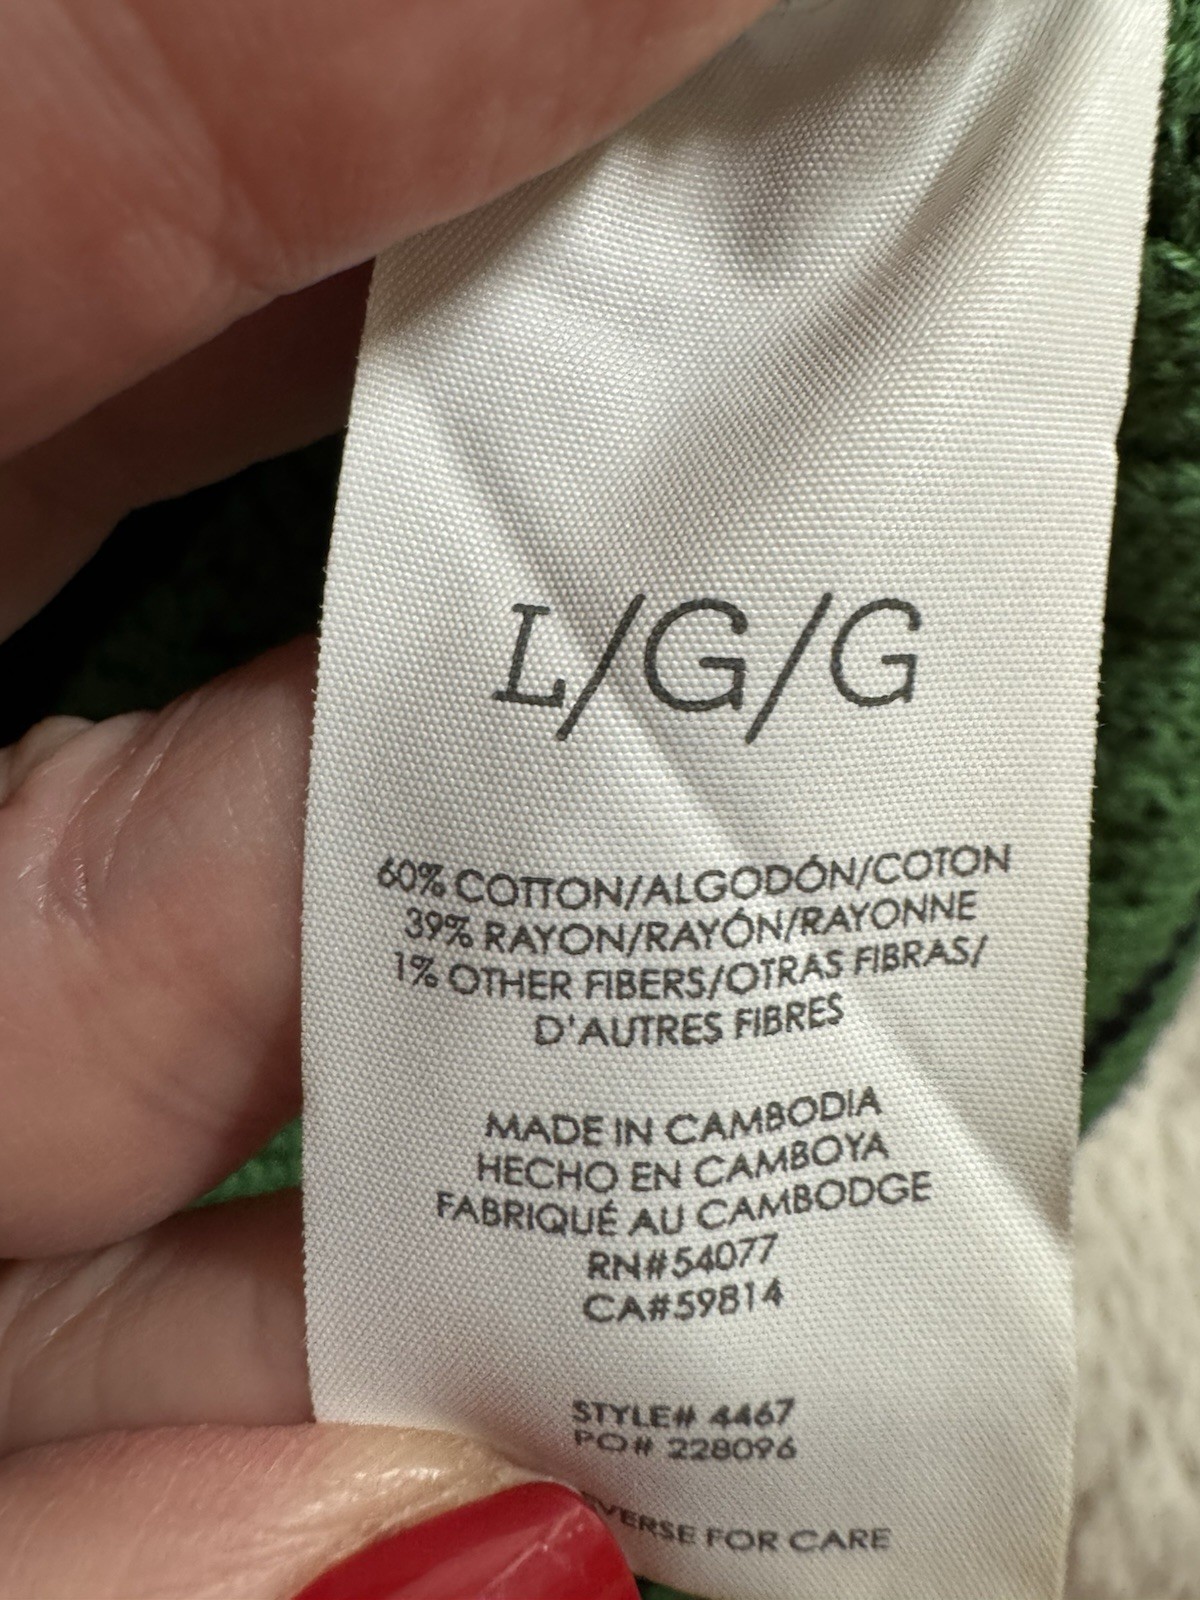 L/G/G
60% COTTON/ALGODÓN/COTON
39% RAYON/RAYÓN/RAYONNE
1% OTHER FIBERS/OTRAS FIBRAS/
D'AUTRES FIBRES
MADE IN CAMBODIA
HECHO EN CAMBOYA
FABRIQUÉ AU CAMBODGE
RN#54077
CA#59814
STYLE# 4467
PO# 228096
FOR CARE